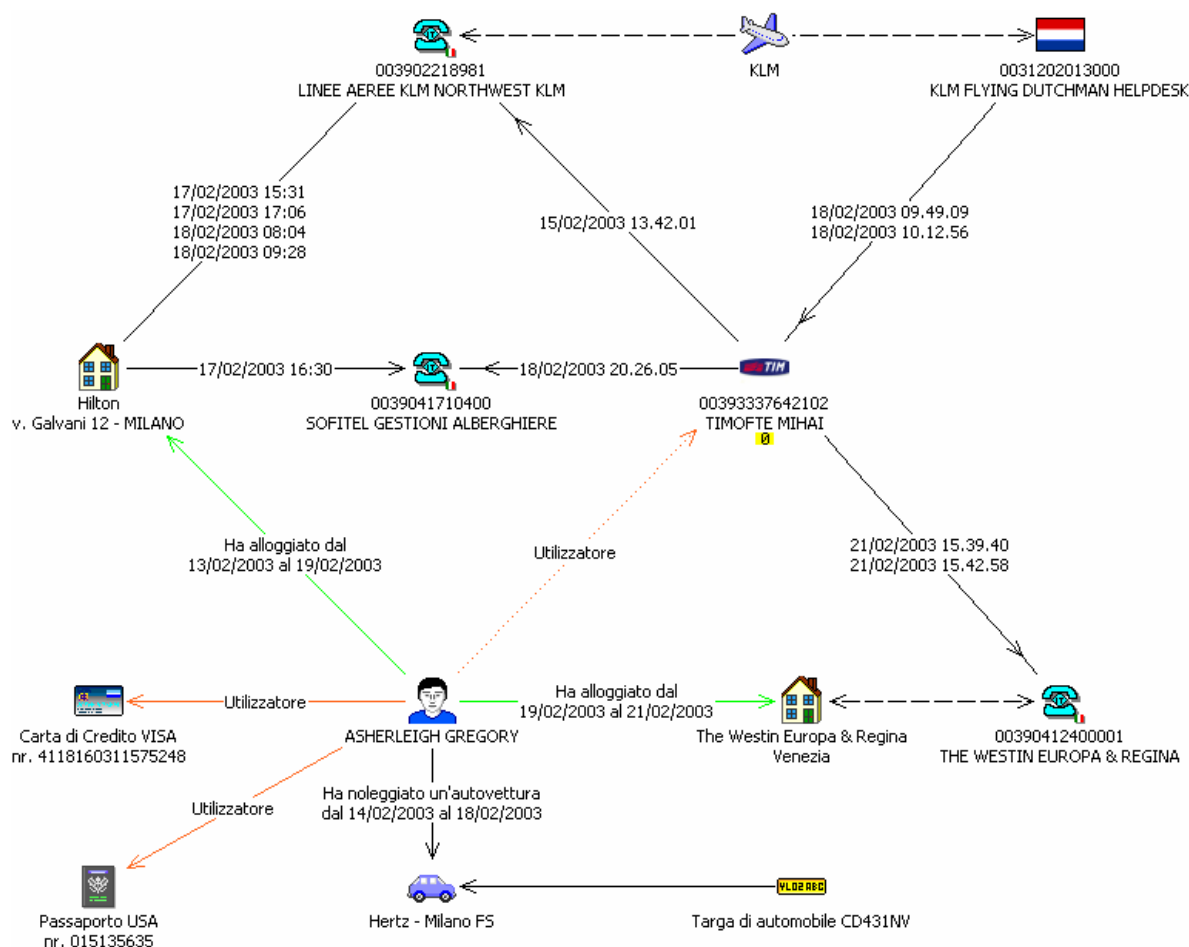 003902218981
LINEE AEREE KLM NORTHWEST KLM
KLM
0031202013000
KLM FLYING DUTCHMAN HELPDESK
17/02/2003 15:31
17/02/2003 17:06
18/02/2003 08:04
18/02/2003 09:28
15/02/2003 13.42.01
18/02/2003 09.49.09
18/02/2003 10.12.56
Hilton
v. Galvani 12 - MILANO
17/02/2003 16:30
0039041710400
SOFITEL GESTIONI ALBERGHIERE
18/02/2003 20.26.05
TIM
00393337642102
TIMOFTE MIHAI
0
Ha alloggiato dal
13/02/2003 al 19/02/2003
Utilizzatore
21/02/2003 15.39.40
21/02/2003 15.42.58
Carta di Credito VISA
nr. 4118160311575248
Utilizzatore
ASHERLEIGH GREGORY
Ha alloggiato dal
19/02/2003 al 21/02/2003
The Westin Europa & Regina
Venezia
00390412400001
THE WESTIN EUROPA & REGINA
Utilizzatore
Ha noleggiato un'autovettura
dal 14/02/2003 al 18/02/2003
Passaporto USA
nr. 015135635
Hertz - Milano FS
YL02 ABC
Targa di automobile CD431NV